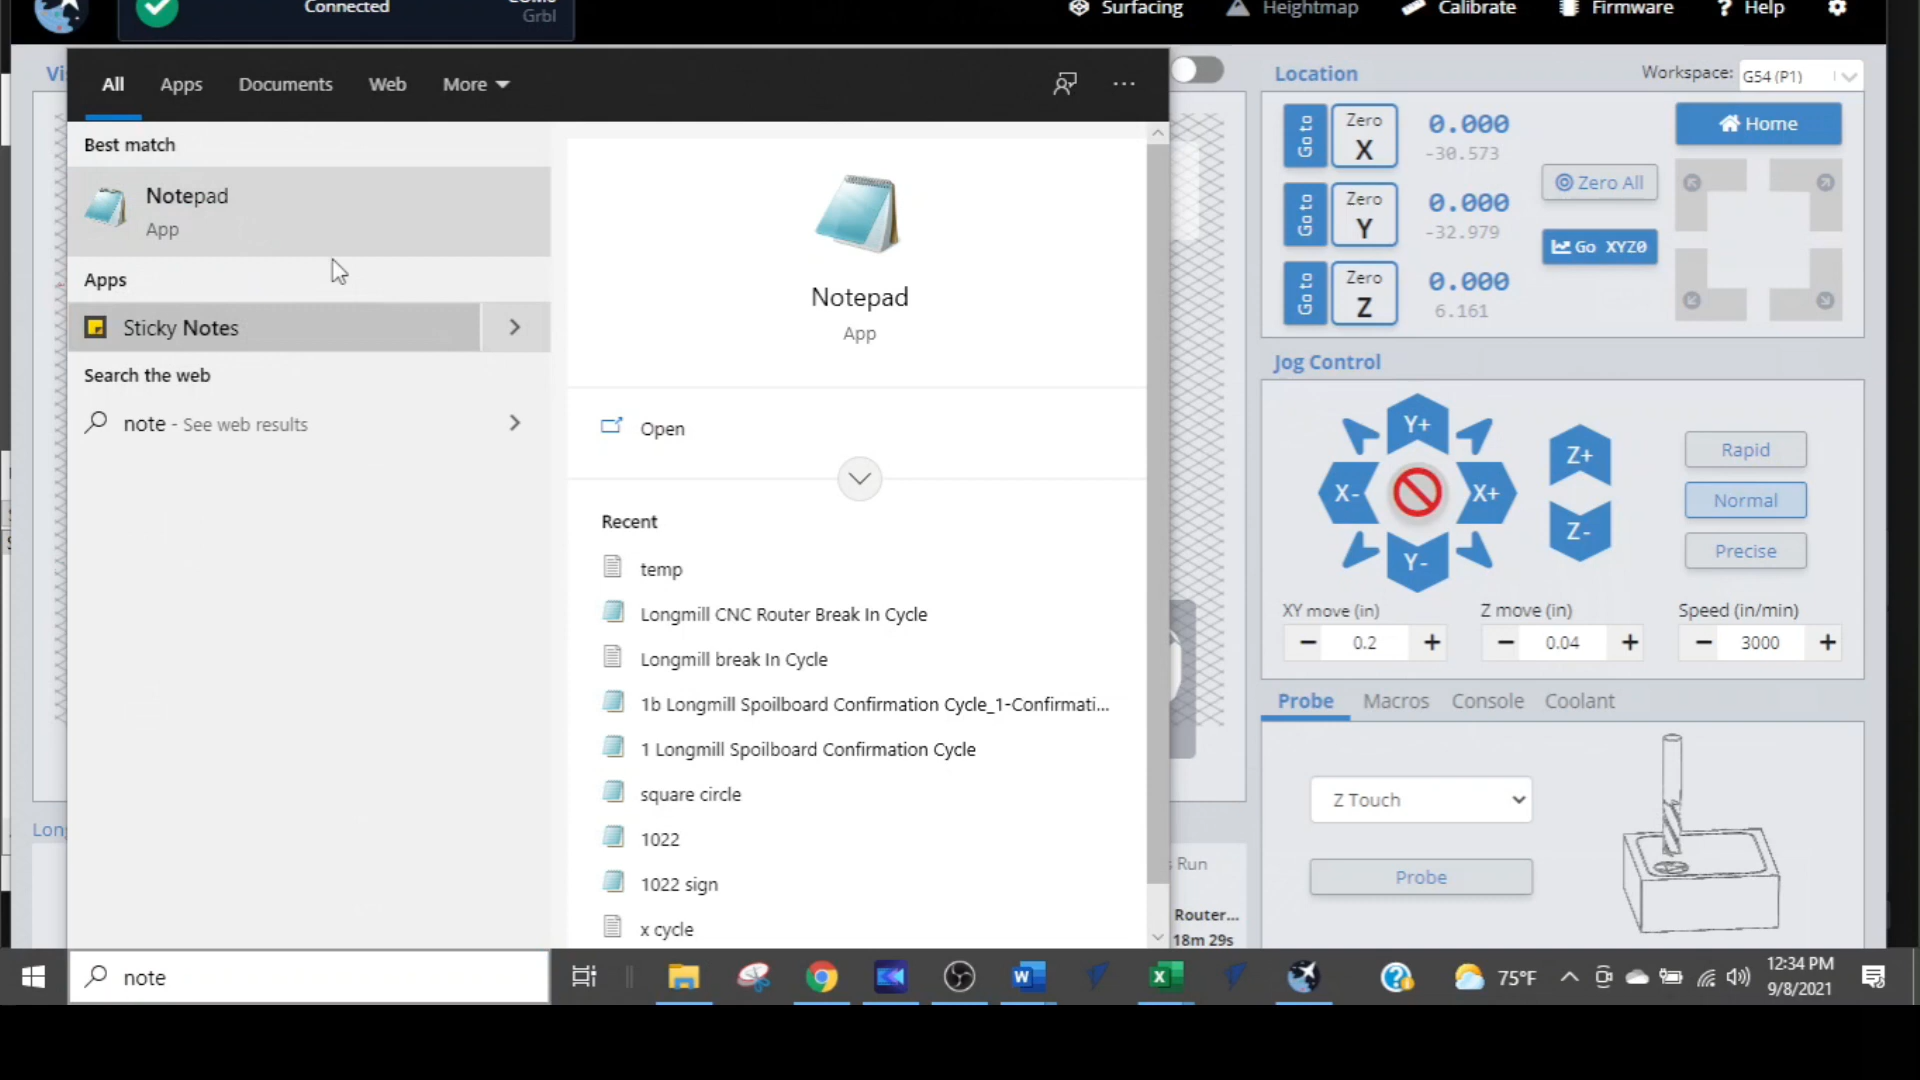 Connected
COM5
Grbl
Surfacing
Heightmap
Calibrate
Firmware
? Help
All
Apps
Documents
Web
More
Best match
Notepad
App
Apps
Sticky Notes
Search the web
note - See web results
Notepad
App
Open
Recent
temp
Longmill CNC Router Break In Cycle
Longmill break In Cycle
1b Longmill Spoilboard Confirmation Cycle_1-Confirmati...
1 Longmill Spoilboard Confirmation Cycle
square circle
1022
1022 sign
x cycle
Vi
Lon
Location
Workspace:
G54 (P1)
Go to
Zero
X
0.000
-30.573
Home
Go to
Zero
Y
0.000
-32.979
Zero All
Go XYZ0
Go to
Zero
Z
0.000
6.161
Jog Control
Y+
X-
X+
Y-
Z+
Z-
Rapid
Normal
Precise
XY move (in)
Z move (in)
Speed (in/min)
− 0.2 +
− 0.04 +
− 3000 +
Probe
Macros
Console
Coolant
Z Touch
Probe
s Run
Router...
18m 29s
note
75°F
12:34 PM
9/8/2021